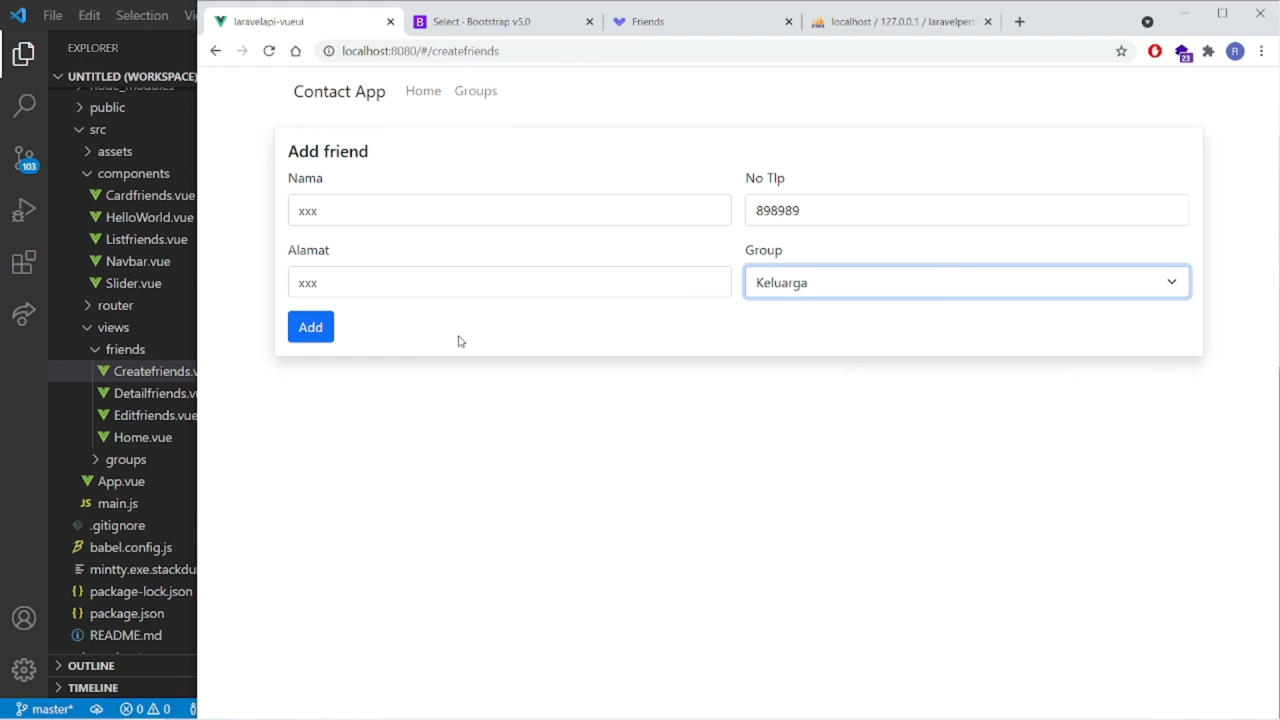 File Edit Selection
laravelapi-vueui
Select · Bootstrap v5.0
Friends
localhost / 127.0.0.1 / laravelpert
localhost:8080/#/createfriends
23
R
EXPLORER
UNTITLED (WORKSPACE)
node_modules
public
src
assets
components
Cardfriends.vue
HelloWorld.vue
Listfriends.vue
Navbar.vue
Slider.vue
router
views
friends
Createfriends.v
Detailfriends.vu
Editfriends.vue
Home.vue
groups
App.vue
JS main.js
.gitignore
babel.config.js
mintty.exe.stackdu
{} package-lock.json
{} package.json
README.md
OUTLINE
TIMELINE
103
master*
0 0
Contact App Home Groups
Add friend
Nama
No Tlp
xxx
898989
Alamat
Group
xxx
Keluarga
Add